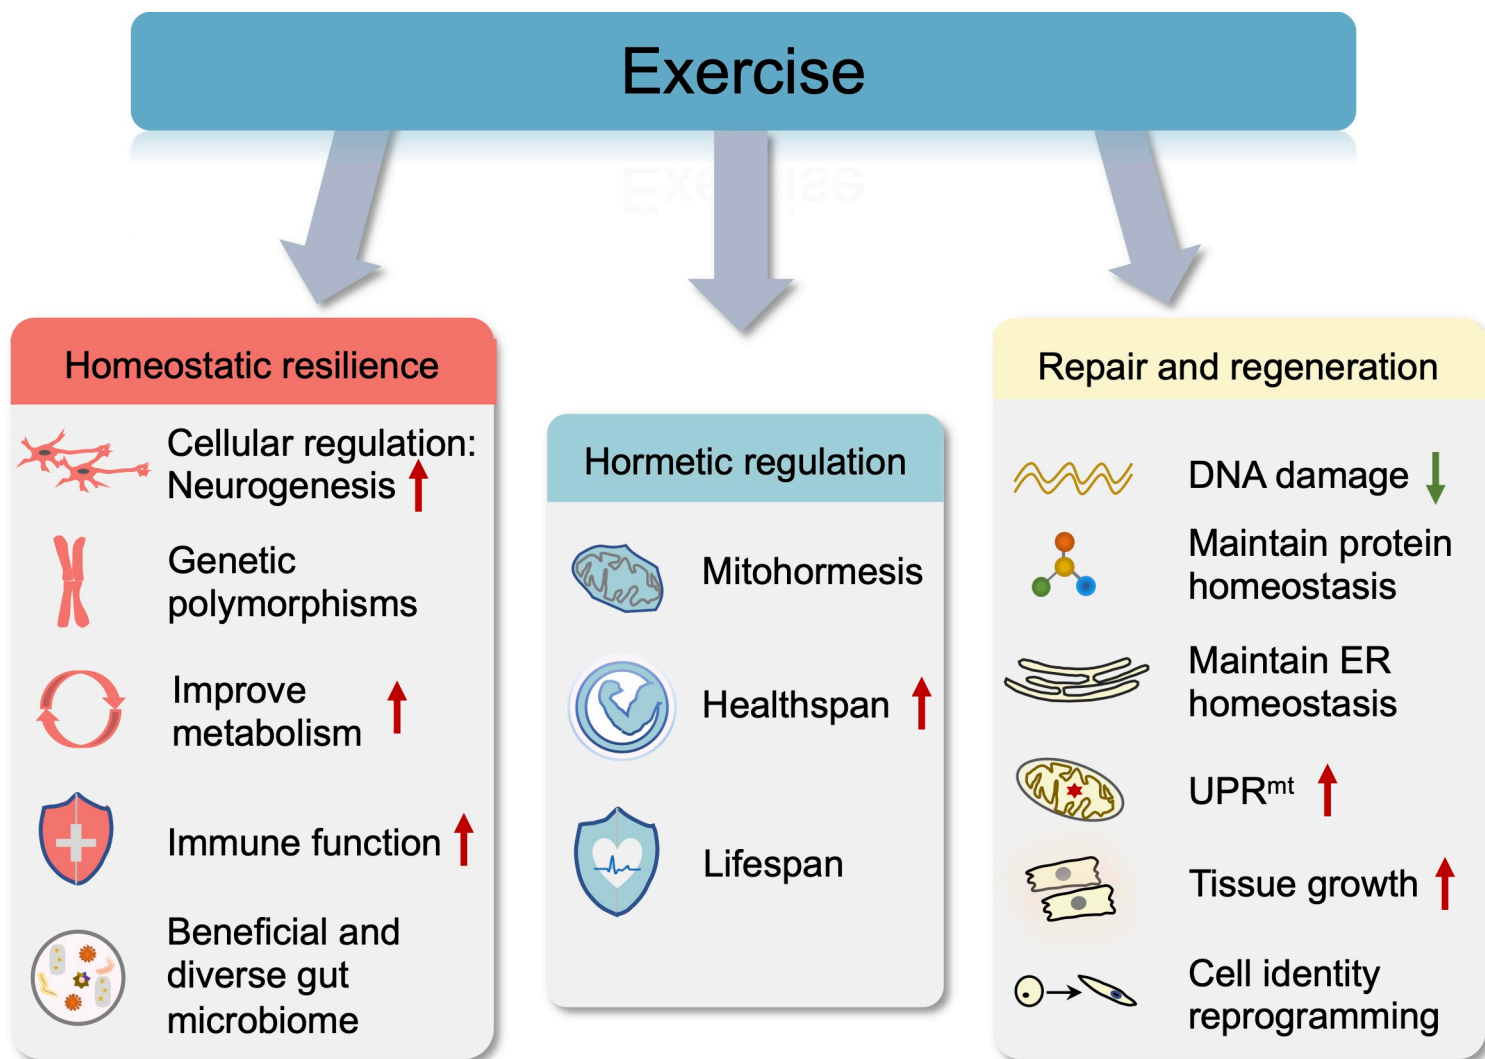 Exercise
Homeostatic resilience
Cellular regulation:
Neurogenesis
Genetic
polymorphisms
Improve
metabolism
Immune function
Beneficial and
diverse gut
microbiome
Hormetic regulation
Mitohormesis
Healthspan
Lifespan
Repair and regeneration
DNA damage
Maintain protein
homeostasis
Maintain ER
homeostasis
UPRmt
Tissue growth
Cell identity
reprogramming